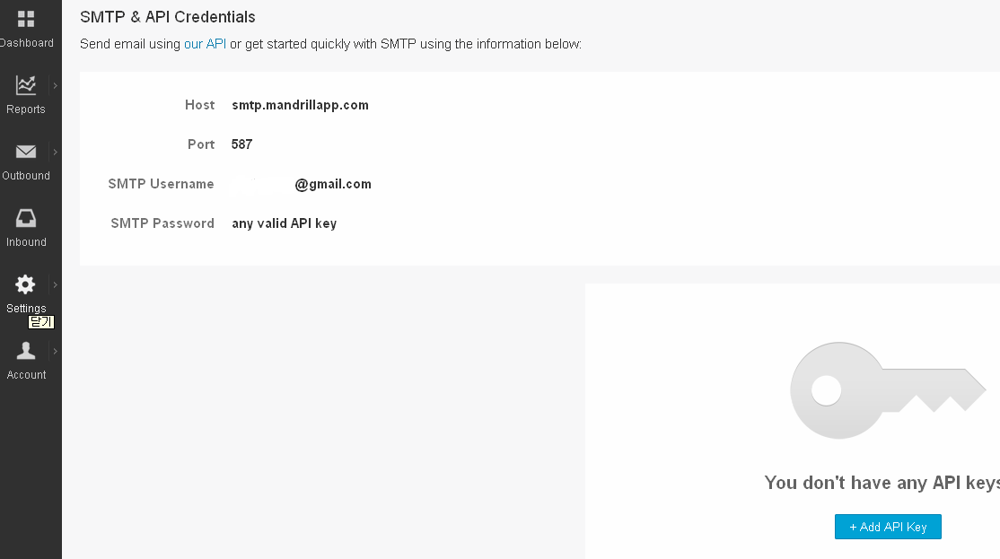 Dashboard
Reports
Outbound
Inbound
Settings
닫기
Account
SMTP & API Credentials
Send email using our API or get started quickly with SMTP using the information below:
Host smtp.mandrillapp.com
Port 587
SMTP Username @gmail.com
SMTP Password any valid API key
You don't have any API keys
+ Add API Key